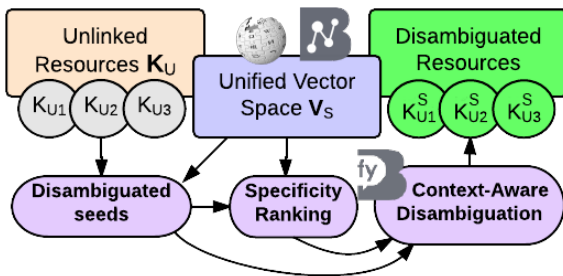 Unlinked
Resources K_U
K_U1 K_U2 K_U3
Unified Vector
Space V_S
Disambiguated
Resources
K^S_U1 K^S_U2 K^S_U3
Disambiguated
seeds
Specificity
Ranking
fy
Context-Aware
Disambiguation